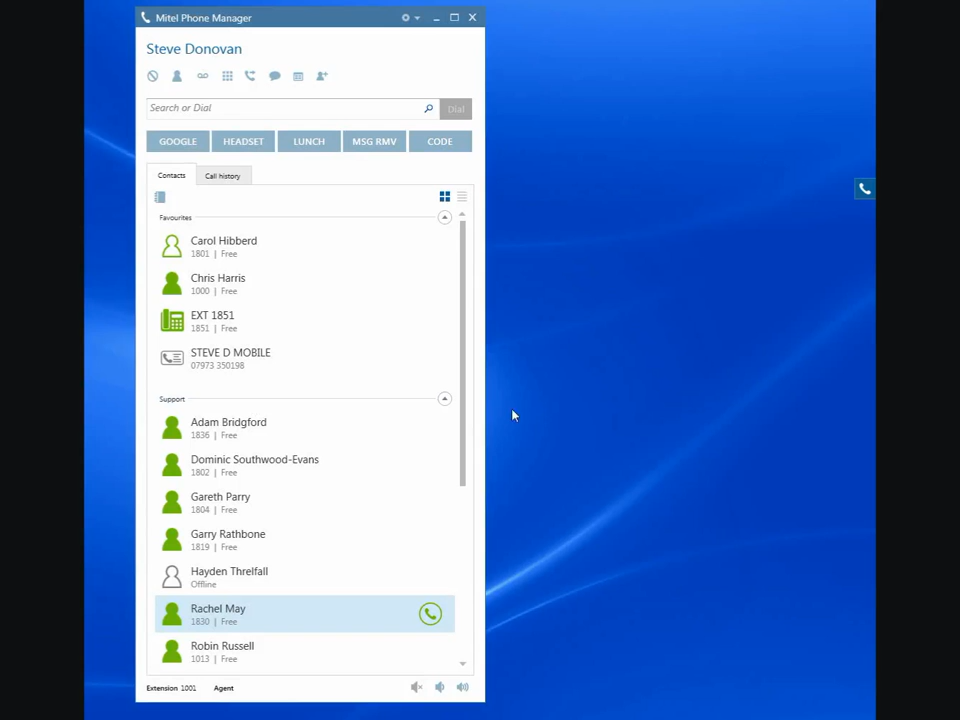 Mitel Phone Manager
Steve Donovan
Search or Dial
Dial
GOOGLE HEADSET LUNCH MSG RMV CODE
Contacts Call history
Favourites
Carol Hibberd
1801 | Free
Chris Harris
1000 | Free
EXT 1851
1851 | Free
STEVE D MOBILE
07973 350198
Support
Adam Bridgford
1836 | Free
Dominic Southwood-Evans
1802 | Free
Gareth Parry
1804 | Free
Garry Rathbone
1819 | Free
Hayden Threlfall
Offline
Rachel May
1830 | Free
Robin Russell
1013 | Free
Extension 1001 Agent